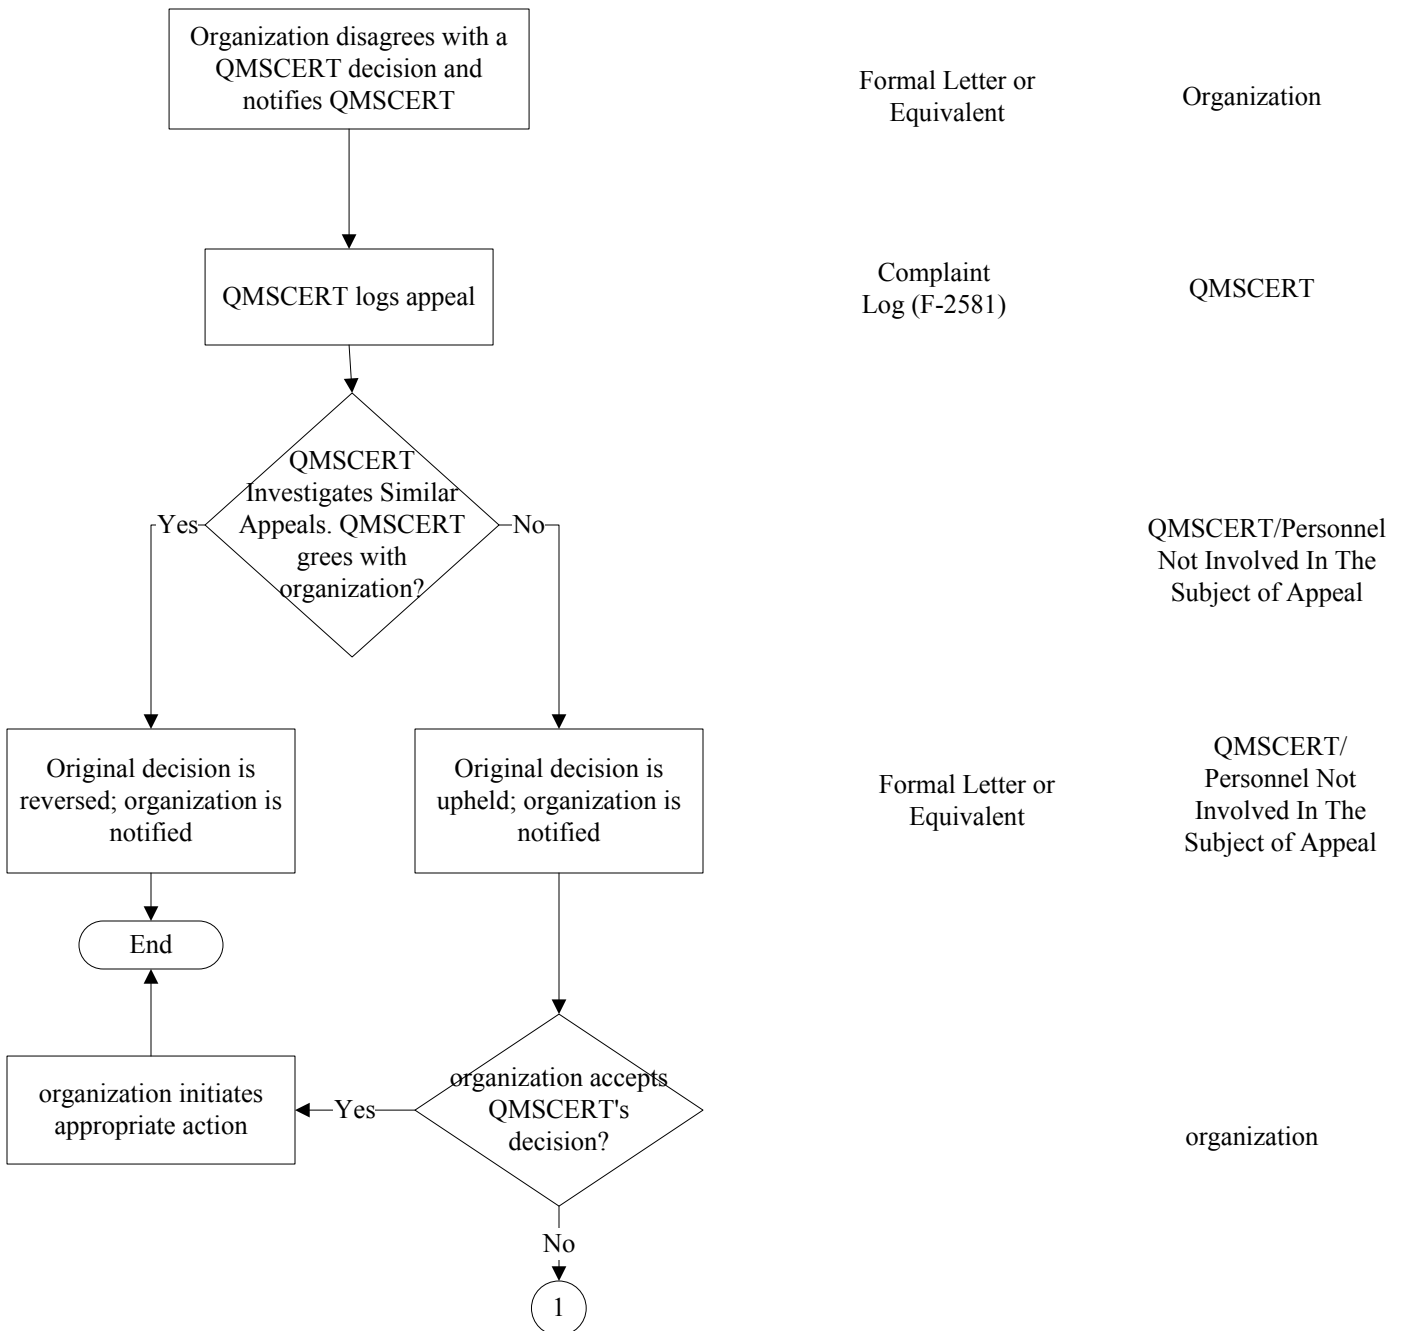 Organization disagrees with a
QMSCERT decision and
notifies QMSCERT
Formal Letter or
Equivalent
Organization
QMSCERT logs appeal
Complaint
Log (F-2581)
QMSCERT
QMSCERT
Investigates Similar
Appeals. QMSCERT
grees with
organization?
Yes
No
QMSCERT/Personnel
Not Involved In The
Subject of Appeal
Original decision is
reversed; organization is
notified
Original decision is
upheld; organization is
notified
Formal Letter or
Equivalent
QMSCERT/
Personnel Not
Involved In The
Subject of Appeal
End
organization initiates
appropriate action
Yes
organization accepts
QMSCERT's
decision?
organization
No
1